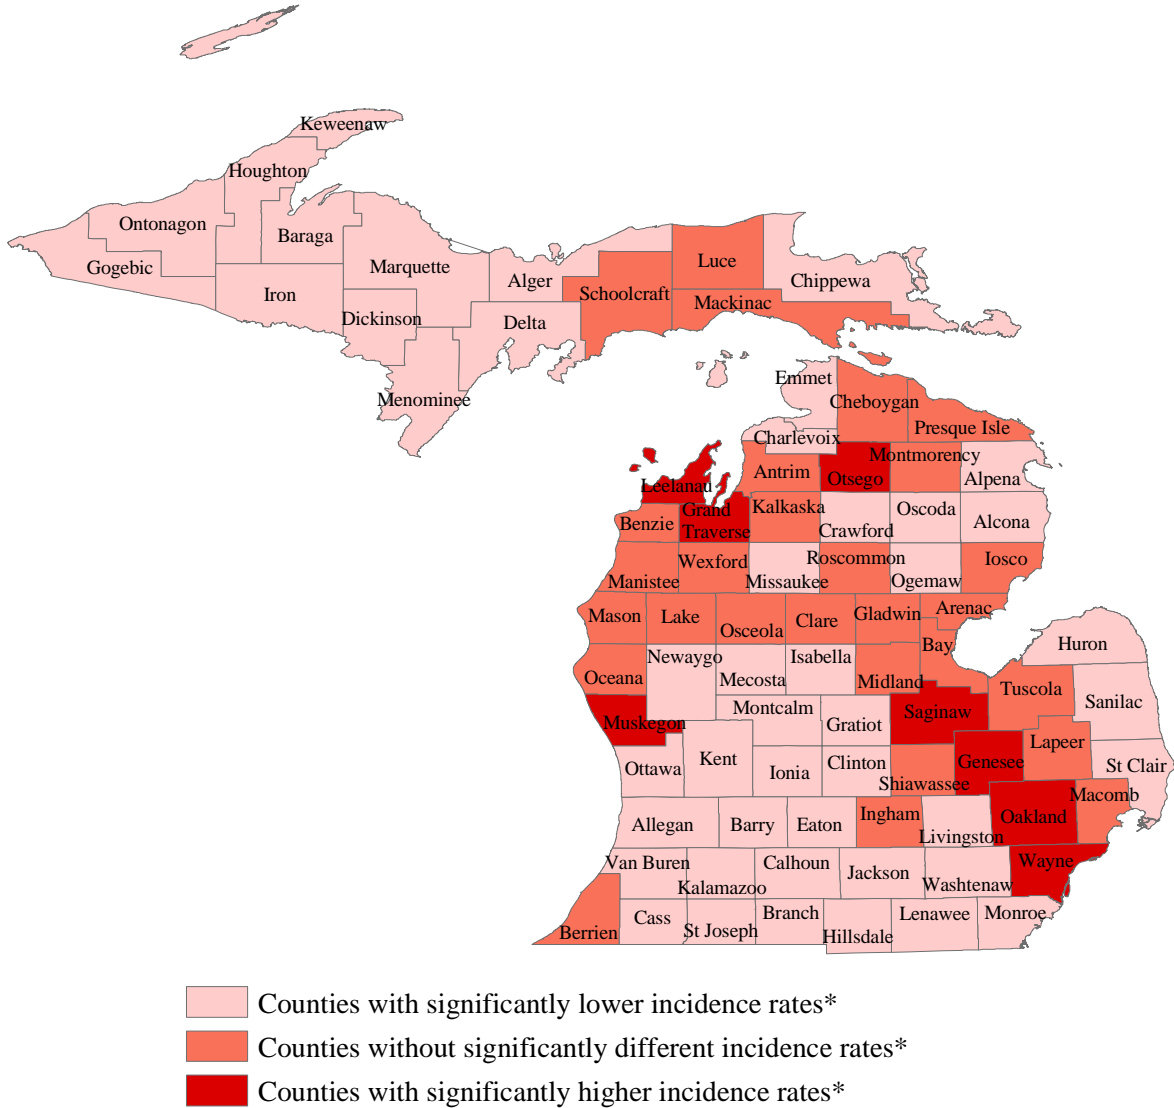 Keweenaw
Houghton
Ontonagon
Baraga
Gogebic
Marquette
Iron
Alger
Luce
Chippewa
Schoolcraft
Mackinac
Dickinson
Delta
Menominee
Emmet
Cheboygan
Presque Isle
Charlevoix
Montmorency
Antrim
Otsego
Alpena
Leelanau
Grand
Traverse
Kalkaska
Benzie
Crawford
Oscoda
Alcona
Wexford
Manistee
Missaukee
Roscommon
Ogemaw
Iosco
Mason
Lake
Osceola
Clare
Gladwin
Arenac
Bay
Huron
Newaygo
Isabella
Oceana
Mecosta
Midland
Tuscola
Sanilac
Montcalm
Saginaw
Muskegon
Gratiot
Lapeer
Kent
Ottawa
Ionia
Clinton
Genesee
St Clair
Shiawassee
Macomb
Ingham
Oakland
Allegan
Barry
Eaton
Livingston
Van Buren
Calhoun
Wayne
Kalamazoo
Jackson
Washtenaw
Cass
Branch
Lenawee
Monroe
Berrien
St Joseph
Hillsdale
Counties with significantly lower incidence rates*
Counties without significantly different incidence rates*
Counties with significantly higher incidence rates*